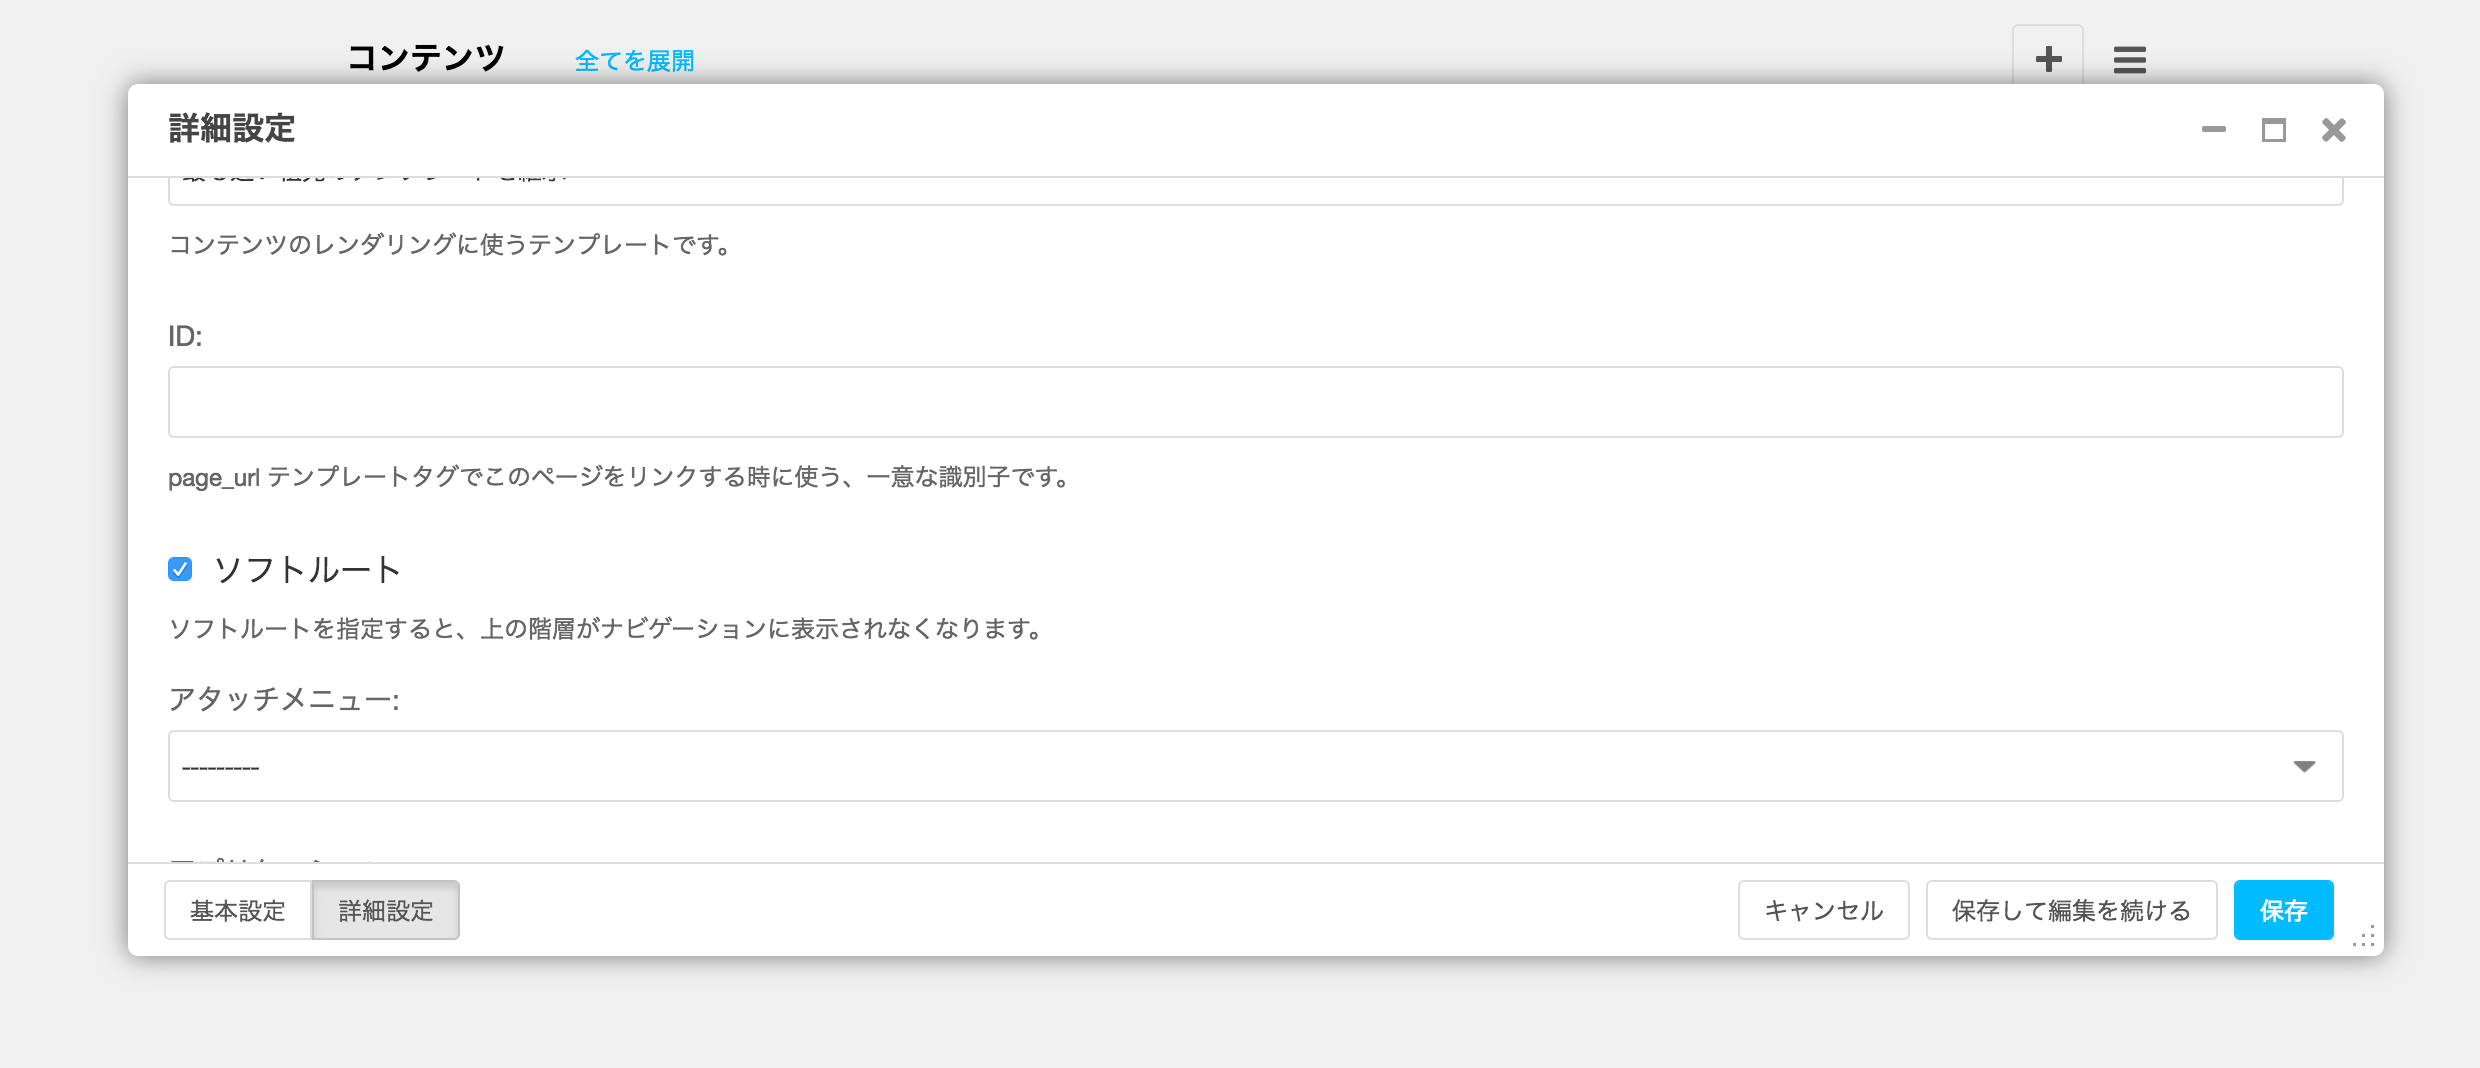 コンテンツ 全てを展開
詳細設定
コンテンツのレンダリングに使うテンプレートです。
ID:
page_url テンプレートタグでこのページをリンクする時に使う、一意な識別子です。
ソフトルート
ソフトルートを指定すると、上の階層がナビゲーションに表示されなくなります。
アタッチメニュー:
---------
基本設定 詳細設定 キャンセル 保存して編集を続ける 保存